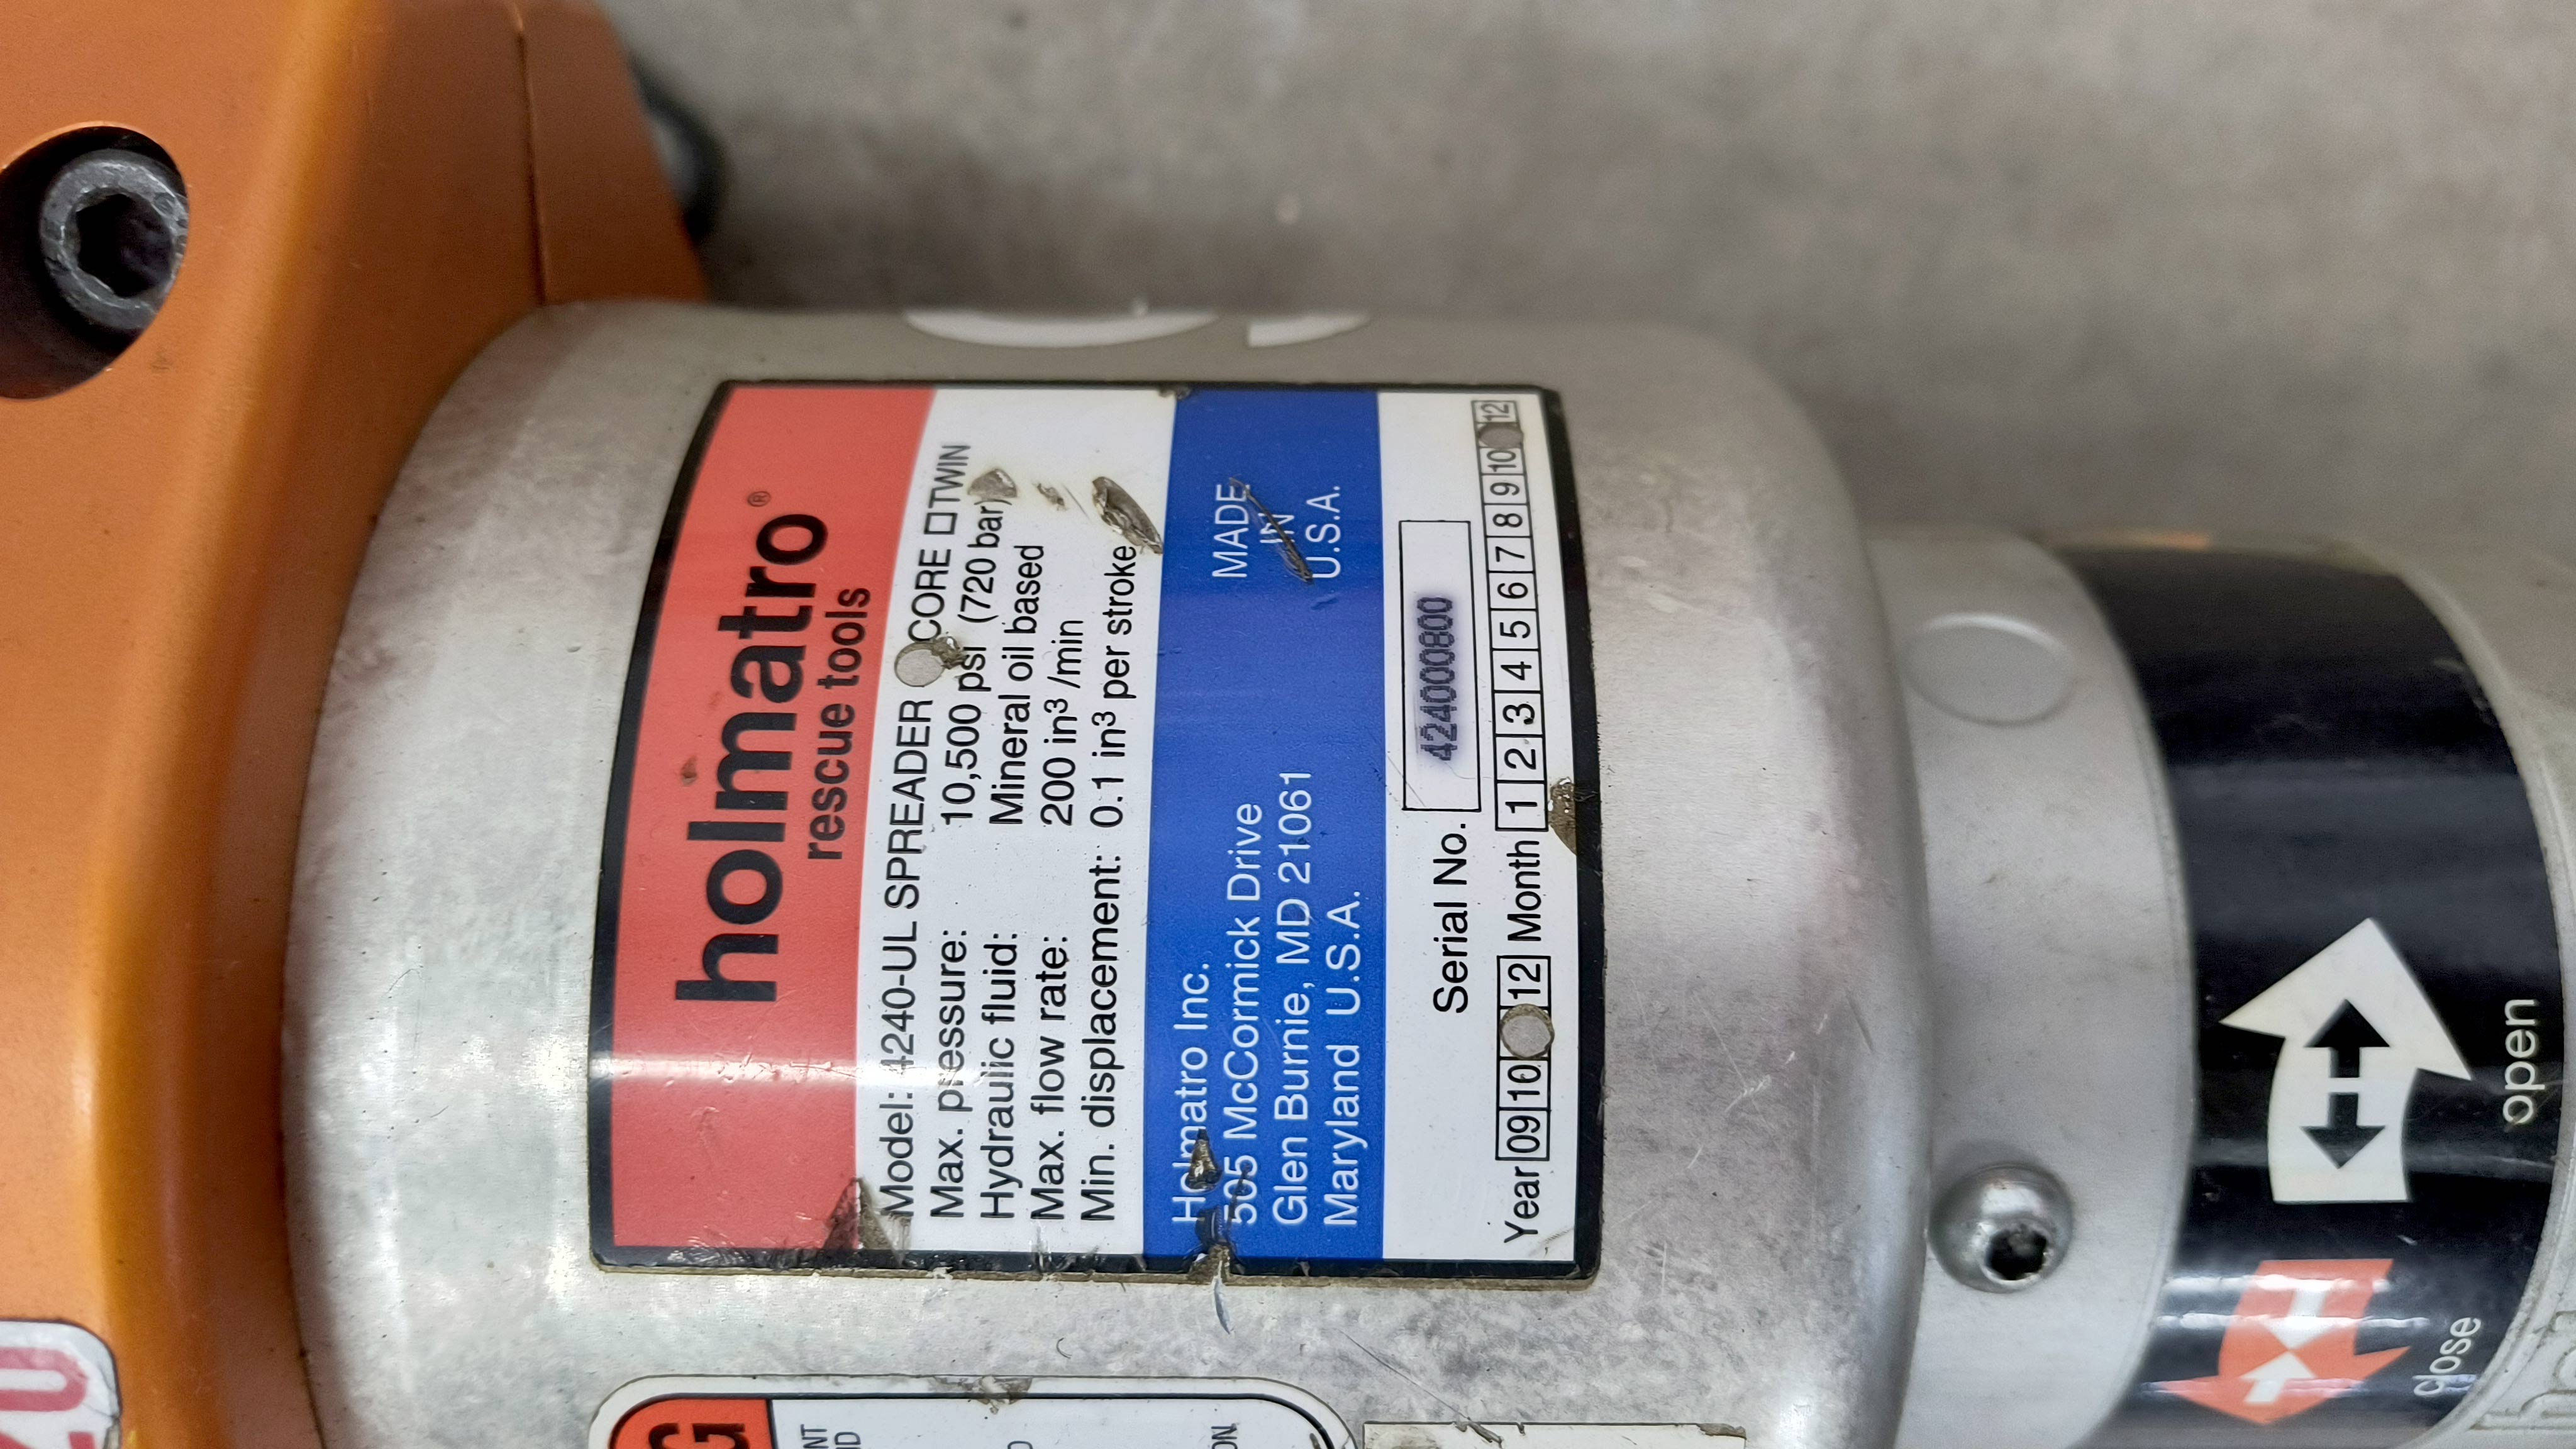 holmatro®
rescue tools
Model: 4240-UL SPREADER CORE □TWIN
Max. pressure: 10,500 psi (720 bar)
Hydraulic fluid: Mineral oil based
Max. flow rate: 200 in³/min
Min. displacement: 0.1 in³ per stroke
Holmatro Inc.
505 McCormick Drive
Glen Burnie, MD 21061
Maryland U.S.A.
MADE
IN
U.S.A.
Serial No. 424000800
Year 09 10 12 Month 1 2 3 4 5 6 7 8 9 10 12
open
close